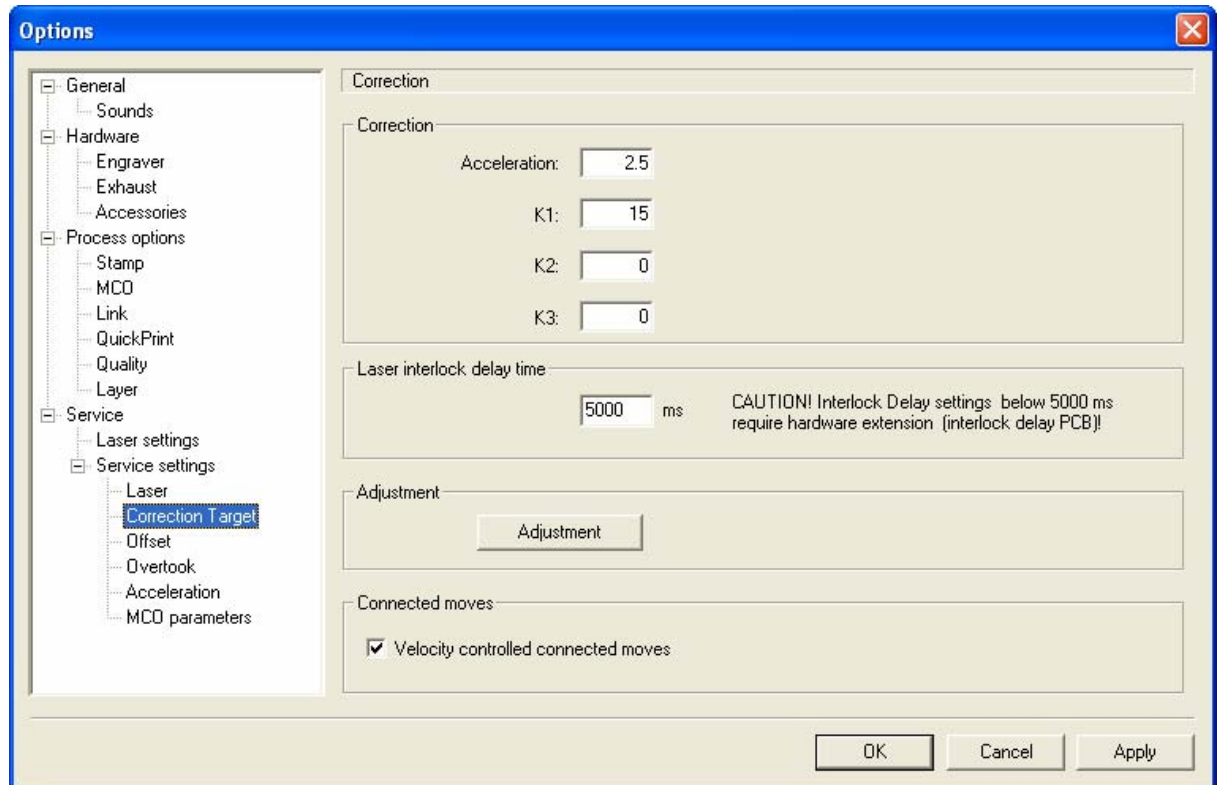 Options
General
Sounds
Hardware
Engraver
Exhaust
Accessories
Process options
Stamp
MCO
Link
QuickPrint
Quality
Layer
Service
Laser settings
Service settings
Laser
Correction Target
Offset
Overtook
Acceleration
MCO parameters
Correction
Correction
Acceleration: 2.5
K1: 15
K2: 0
K3: 0
Laser interlock delay time
5000 ms
CAUTION! Interlock Delay settings below 5000 ms
require hardware extension (interlock delay PCB)!
Adjustment
Adjustment
Connected moves
Velocity controlled connected moves
OK Cancel Apply